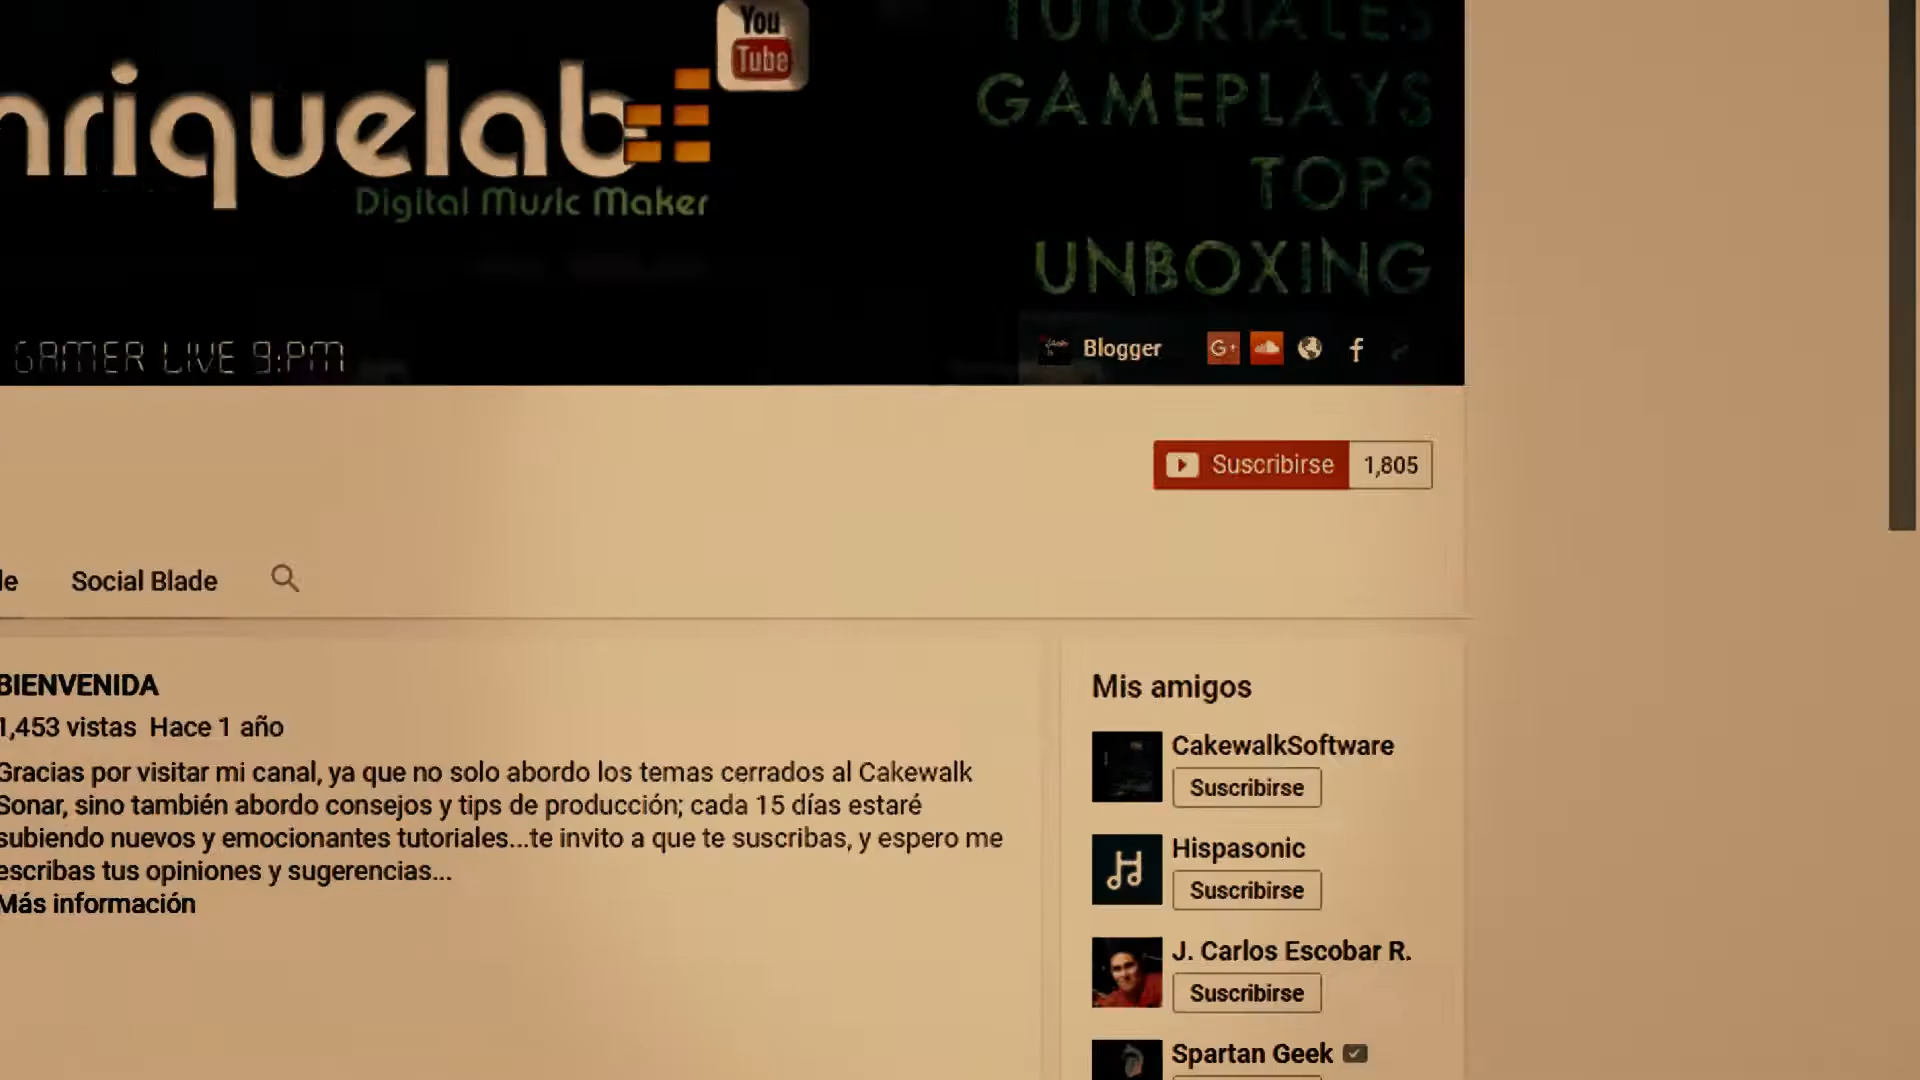 You
Tube
nriquelab
Digital Music Maker
TUTORIALES
GAMEPLAYS
TOPS
UNBOXING
GAMER LIVE 9:PM
Blogger
G+
f
Suscribirse 1,805
le Social Blade
BIENVENIDA
1,453 vistas Hace 1 año
Gracias por visitar mi canal, ya que no solo abordo los temas cerrados al Cakewalk
Sonar, sino también abordo consejos y tips de producción; cada 15 días estaré
subiendo nuevos y emocionantes tutoriales...te invito a que te suscribas, y espero me
escribas tus opiniones y sugerencias...
Más información
Mis amigos
CakewalkSoftware
Suscribirse
Hispasonic
Suscribirse
J. Carlos Escobar R.
Suscribirse
Spartan Geek